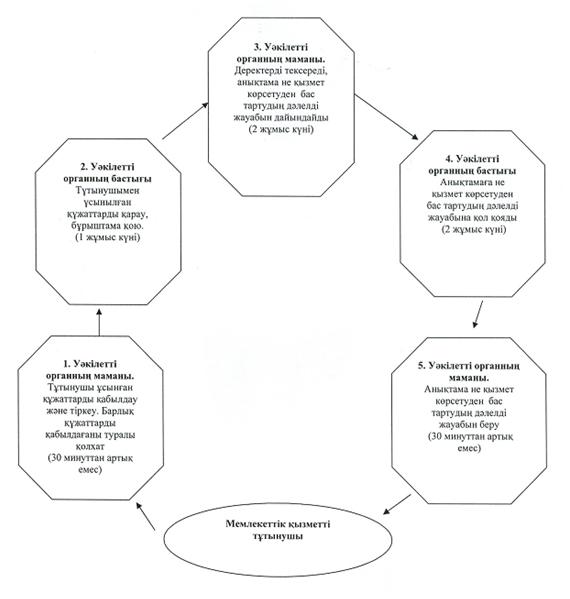 3. Уәкілетті
органның маманы.
Деректерді тексереді,
анықтама не қызмет
көрсетуден бас
тартудың дәлелді
жауабын дайындайды
(2 жұмыс күні)
2. Уәкілетті
органның бастығы
Тұтынушымен
ұсынылған
құжаттарды қарау,
бұрыштама қою.
(1 жұмыс күні)
4. Уәкілетті
органның бастығы
Анықтамаға не
қызмет көрсетуден
бас тартудың дәлелді
жауабына қол қояды
(2 жұмыс күні)
1. Уәкілетті
органның маманы.
Тұтынушы ұсынған
құжаттарды қабылдау
және тіркеу. Барлық
құжаттарды
қабылдағаны туралы
қолхат
(30 минуттан артық
емес)
5. Уәкілетті органның
маманы.
Анықтама не қызмет
көрсетуден бас
тартудың дәлелді
жауабын беру
(30 минуттан артық
емес)
Мемлекеттік қызметті
тұтынушы